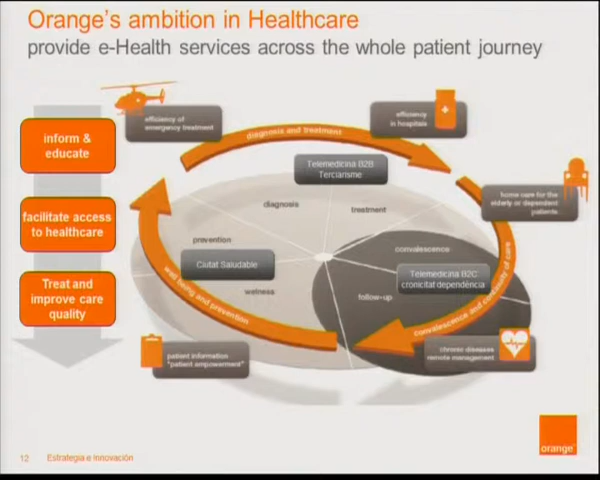 Orange's ambition in Healthcare
provide e-Health services across the whole patient journey
efficiency of
emergency treatment
diagnosis and treatment
efficiency
in hospitals
inform &
educate
Telemedicina B2B
Terciarisme
home care for the
elderly or dependent
patients
diagnosis
treatment
facilitate access
to healthcare
prevention
convalescence
Ciutat Saludable
Telemedicina B2C
cronicitat dependència
Treat and
improve care
quality
welness
follow-up
well being and prevention
convalescence and continuity of care
patient information
"patient empowerment"
chronic diseases
remote management
orange
12 Estrategia e Innovación